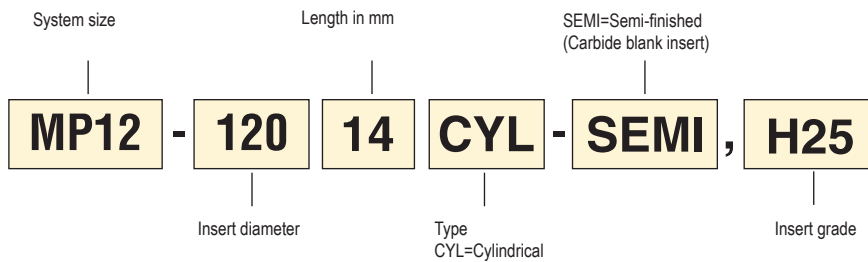 System size
Length in mm
SEMI=Semi-finished
(Carbide blank insert)
MP12 - 120 14 CYL - SEMI , H25
Insert diameter
Type
CYL=Cylindrical
Insert grade